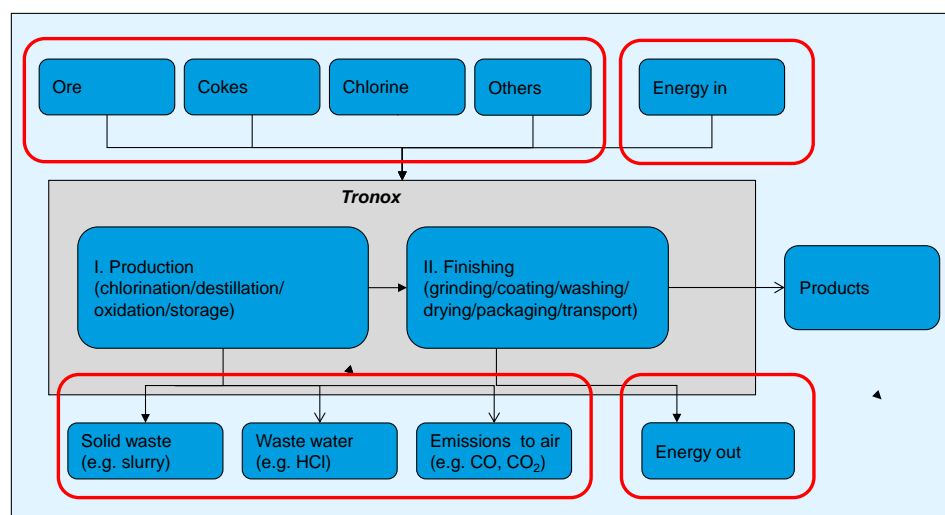 Ore
Cokes
Chlorine
Others
Energy in
Tronox
I. Production
(chlorination/destillation/
oxidation/storage)
II. Finishing
(grinding/coating/washing/
drying/packaging/transport)
Products
Solid waste
(e.g. slurry)
Waste water
(e.g. HCl)
Emissions to air
(e.g. CO, CO₂)
Energy out